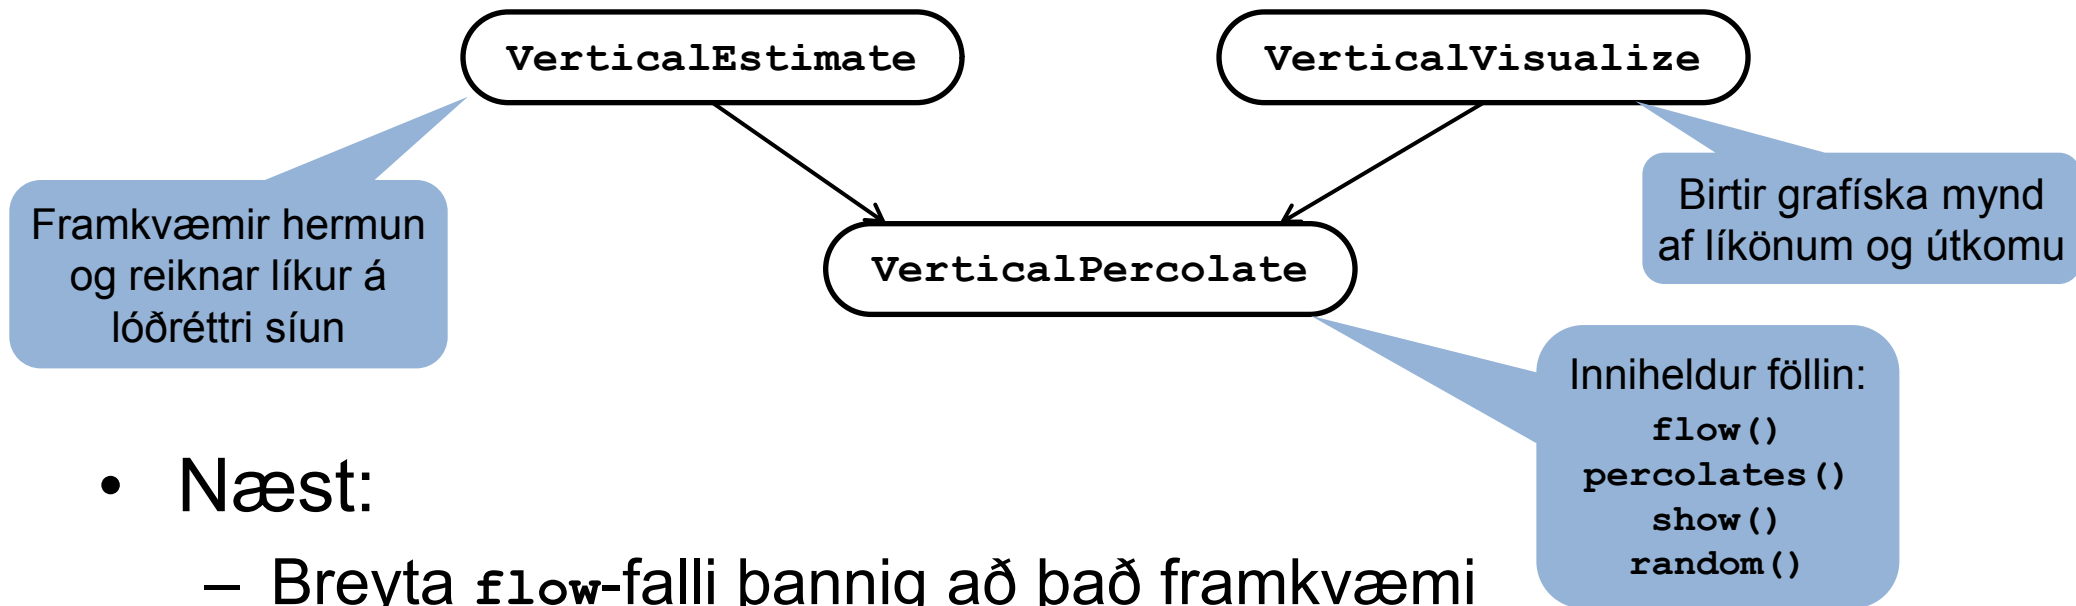 VerticalEstimate
VerticalVisualize
Framkvæmir hermun
og reiknar líkur á
lóðréttri síun
Birtir grafíska mynd
af líkönum og útkomu
VerticalPercolate
Inniheldur föllin:
flow()
percolates()
show()
random()
• Næst:
– Breyta flow-falli þannig að það framkvæmi